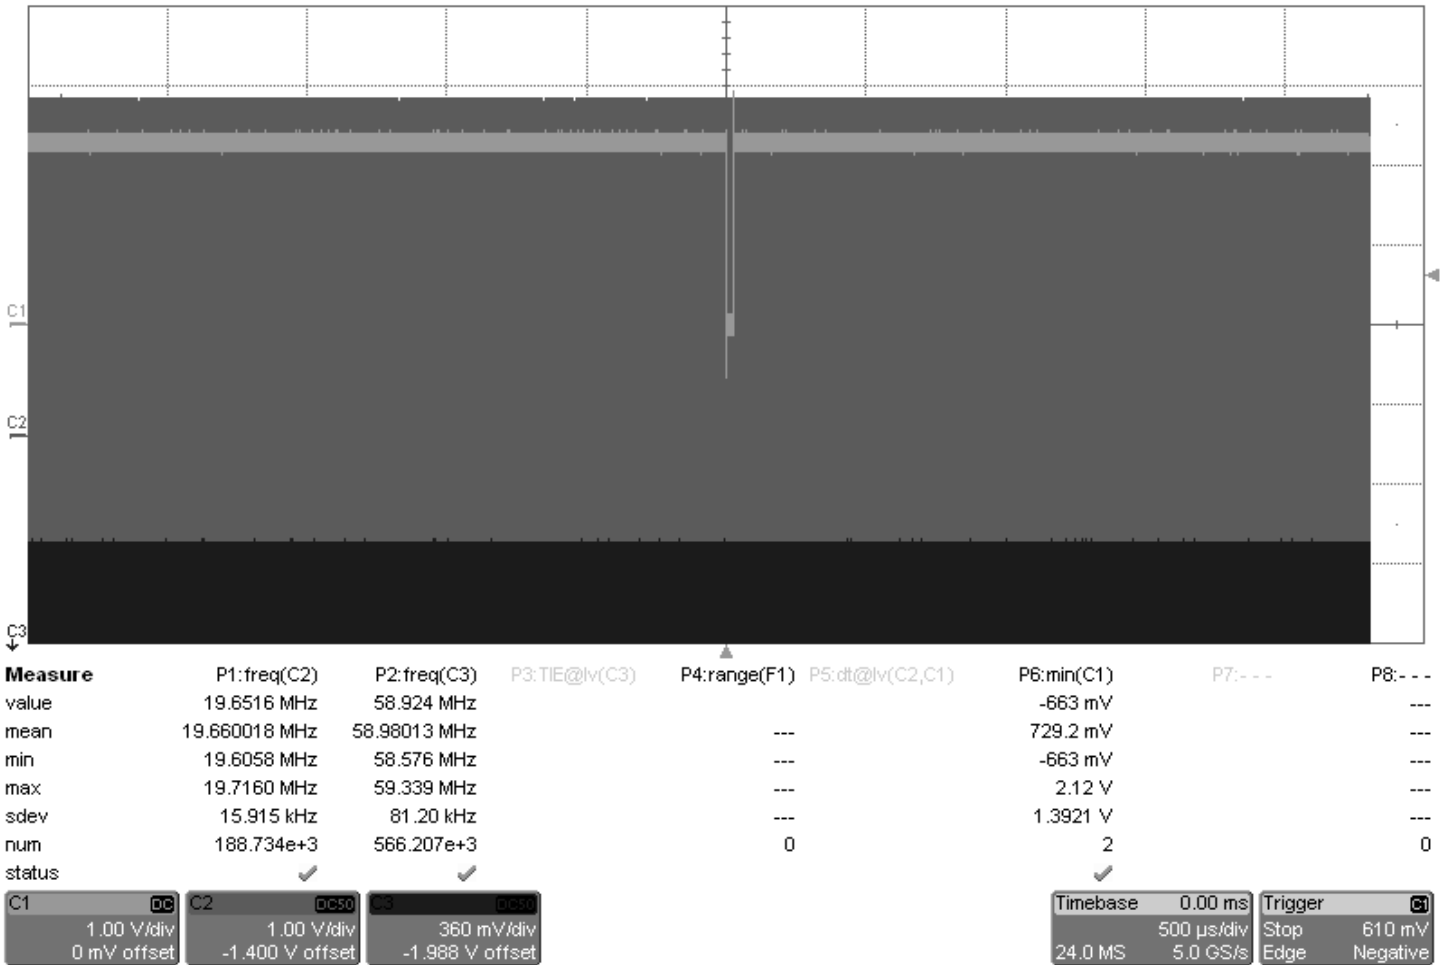 C1
C2
C3
Measure P1:freq(C2) P2:freq(C3) P3:TIE@lv(C3) P4:range(F1) P5:dt@lv(C2,C1) P6:min(C1) P7:- - - P8:- - -
value 19.6516 MHz 58.924 MHz -663 mV ---
mean 19.660018 MHz 58.98013 MHz --- 729.2 mV ---
min 19.6058 MHz 58.576 MHz --- -663 mV ---
max 19.7160 MHz 59.339 MHz --- 2.12 V ---
sdev 15.915 kHz 81.20 kHz --- 1.3921 V ---
num 188.734e+3 566.207e+3 0 2 0
status
C1 DC C2 DC50 C3 DC50 Timebase 0.00 ms Trigger C1
1.00 V/div 1.00 V/div 360 mV/div 500 µs/div Stop 610 mV
0 mV offset -1.400 V offset -1.988 V offset 24.0 MS 5.0 GS/s Edge Negative